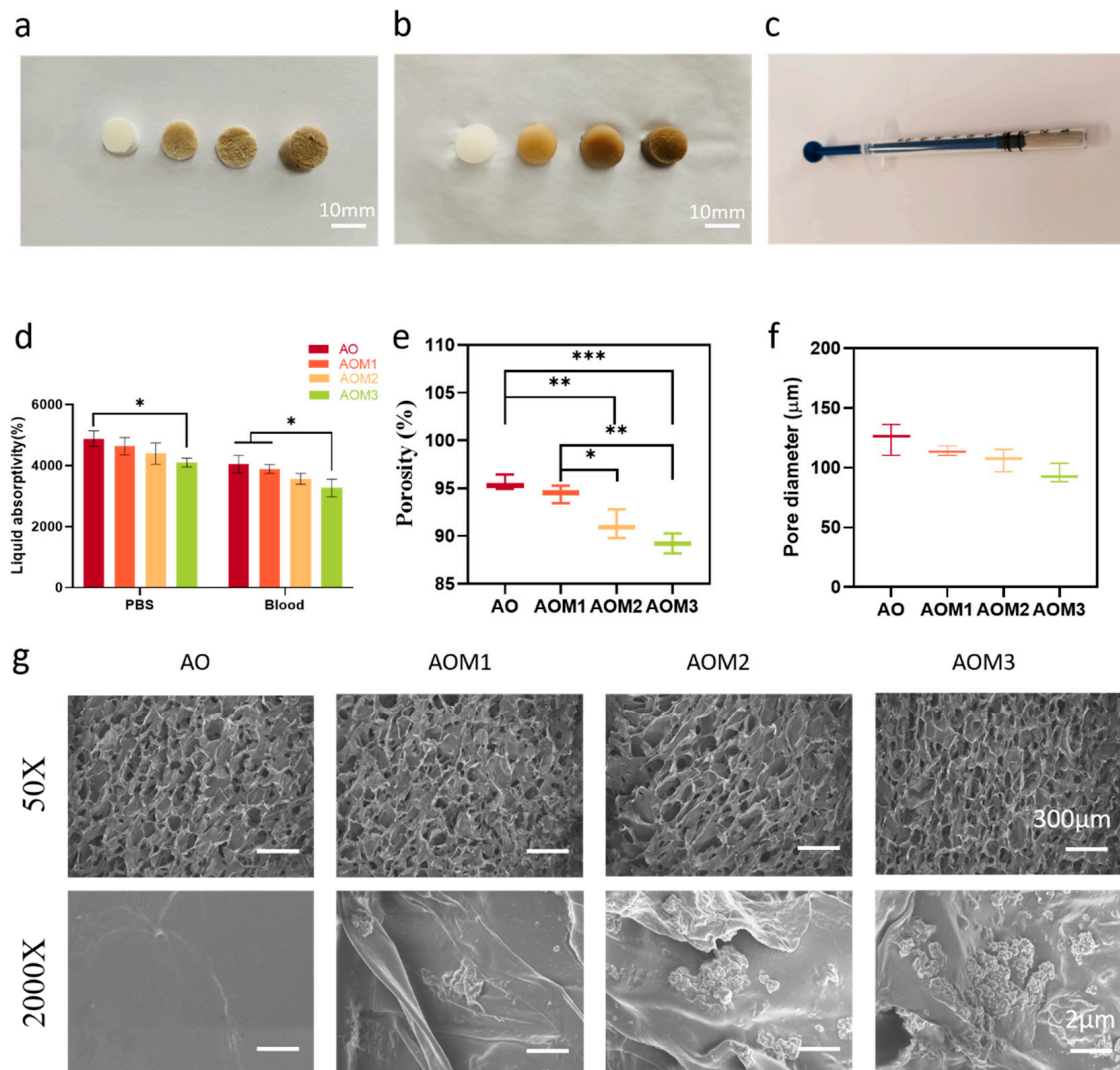 a
b
c
10mm
10mm
d
AO
AOM1
AOM2
AOM3
Liquid absorptivity(%)
6000
4000
2000
0
*
*
PBS
Blood
e
Porosity (%)
110
105
100
95
90
85
***
**
**
*
AO AOM1 AOM2 AOM3
f
Pore diameter (μm)
200
150
100
50
0
AO AOM1 AOM2 AOM3
g
AO
AOM1
AOM2
AOM3
50X
300μm
2000X
2μm